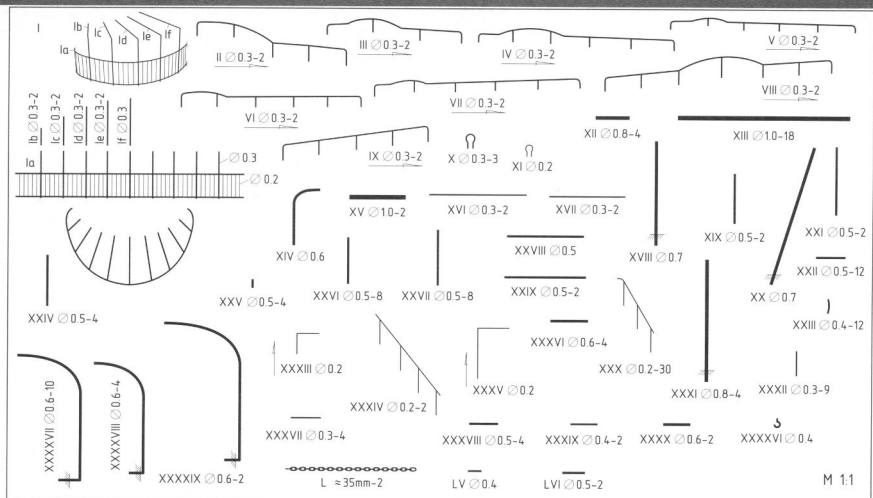 I
Ia
Ib
Ic
Id
Ie
If
II ∅ 0.3-2
III ∅ 0.3-2
IV ∅ 0.3-2
V ∅ 0.3-2
VI ∅ 0.3-2
VII ∅ 0.3-2
VIII ∅ 0.3-2
Ib ∅ 0.3-2
Ic ∅ 0.3-2
Id ∅ 0.3-2
Ie ∅ 0.3-2
If ∅ 0.3
Ia
∅ 0.3
∅ 0.2
IX ∅ 0.3-2
X ∅ 0.3-3
XI ∅ 0.2
XII ∅ 0.8-4
XIII ∅ 1.0-18
XIV ∅ 0.6
XV ∅ 1.0-2
XVI ∅ 0.3-2
XVII ∅ 0.3-2
XVIII ∅ 0.7
XIX ∅ 0.5-2
XX ∅ 0.7
XXI ∅ 0.5-2
XXII ∅ 0.5-12
XXIII ∅ 0.4-12
XXIV ∅ 0.5-4
XXV ∅ 0.5-4
XXVI ∅ 0.5-8
XXVII ∅ 0.5-8
XXVIII ∅ 0.5
XXIX ∅ 0.5-2
XXX ∅ 0.2-30
XXXI ∅ 0.8-4
XXXII ∅ 0.3-9
XXXIII ∅ 0.2
XXXIV ∅ 0.2-2
XXXV ∅ 0.2
XXXVI ∅ 0.6-4
XXXVII ∅ 0.3-4
XXXVIII ∅ 0.5-4
XXXIX ∅ 0.4-2
XXXX ∅ 0.6-2
XXXXVI ∅ 0.4
XXXXVII ∅ 0.6-10
XXXXVIII ∅ 0.6-4
XXXXIX ∅ 0.6-2
L ≈35mm-2
LV ∅ 0.4
LVI ∅ 0.5-2
M 1:1